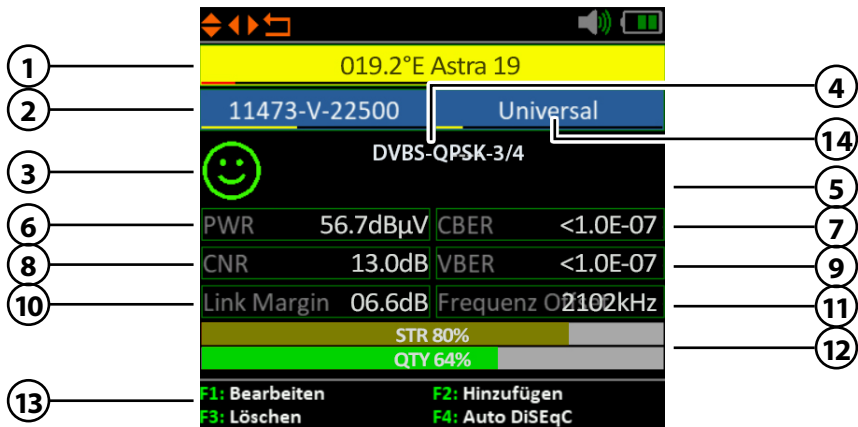 1
019.2°E Astra 19
4
2
11473-V-22500
Universal
14
DVBS-QPSK-3/4
3
5
6
PWR 56.7dBµV
CBER <1.0E-07
7
8
CNR 13.0dB
VBER <1.0E-07
9
10
Link Margin 06.6dB
Frequenz Offset 2102kHz
11
STR 80%
12
QTY 64%
13
F1: Bearbeiten
F2: Hinzufügen
F3: Löschen
F4: Auto DiSEqC